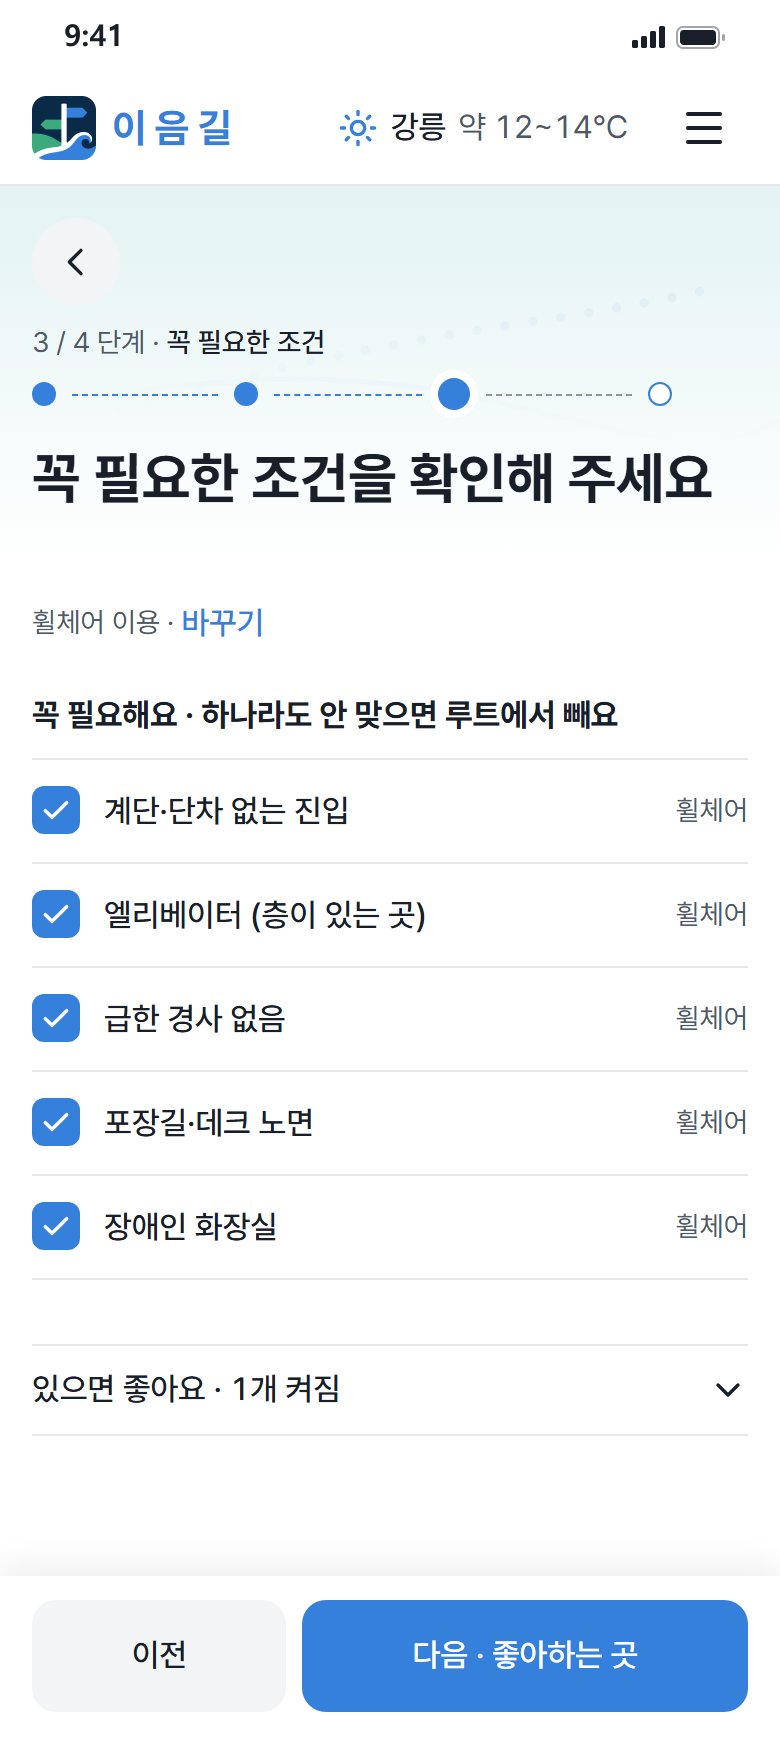 9:41
이음길
강릉 약 12~14°C
3 / 4 단계 · 꼭 필요한 조건
꼭 필요한 조건을 확인해 주세요
휠체어 이용 · 바꾸기
꼭 필요해요 · 하나라도 안 맞으면 루트에서 빼요
계단·단차 없는 진입 휠체어
엘리베이터 (층이 있는 곳) 휠체어
급한 경사 없음 휠체어
포장길·데크 노면 휠체어
장애인 화장실 휠체어
있으면 좋아요 · 1개 켜짐
이전
다음 · 좋아하는 곳